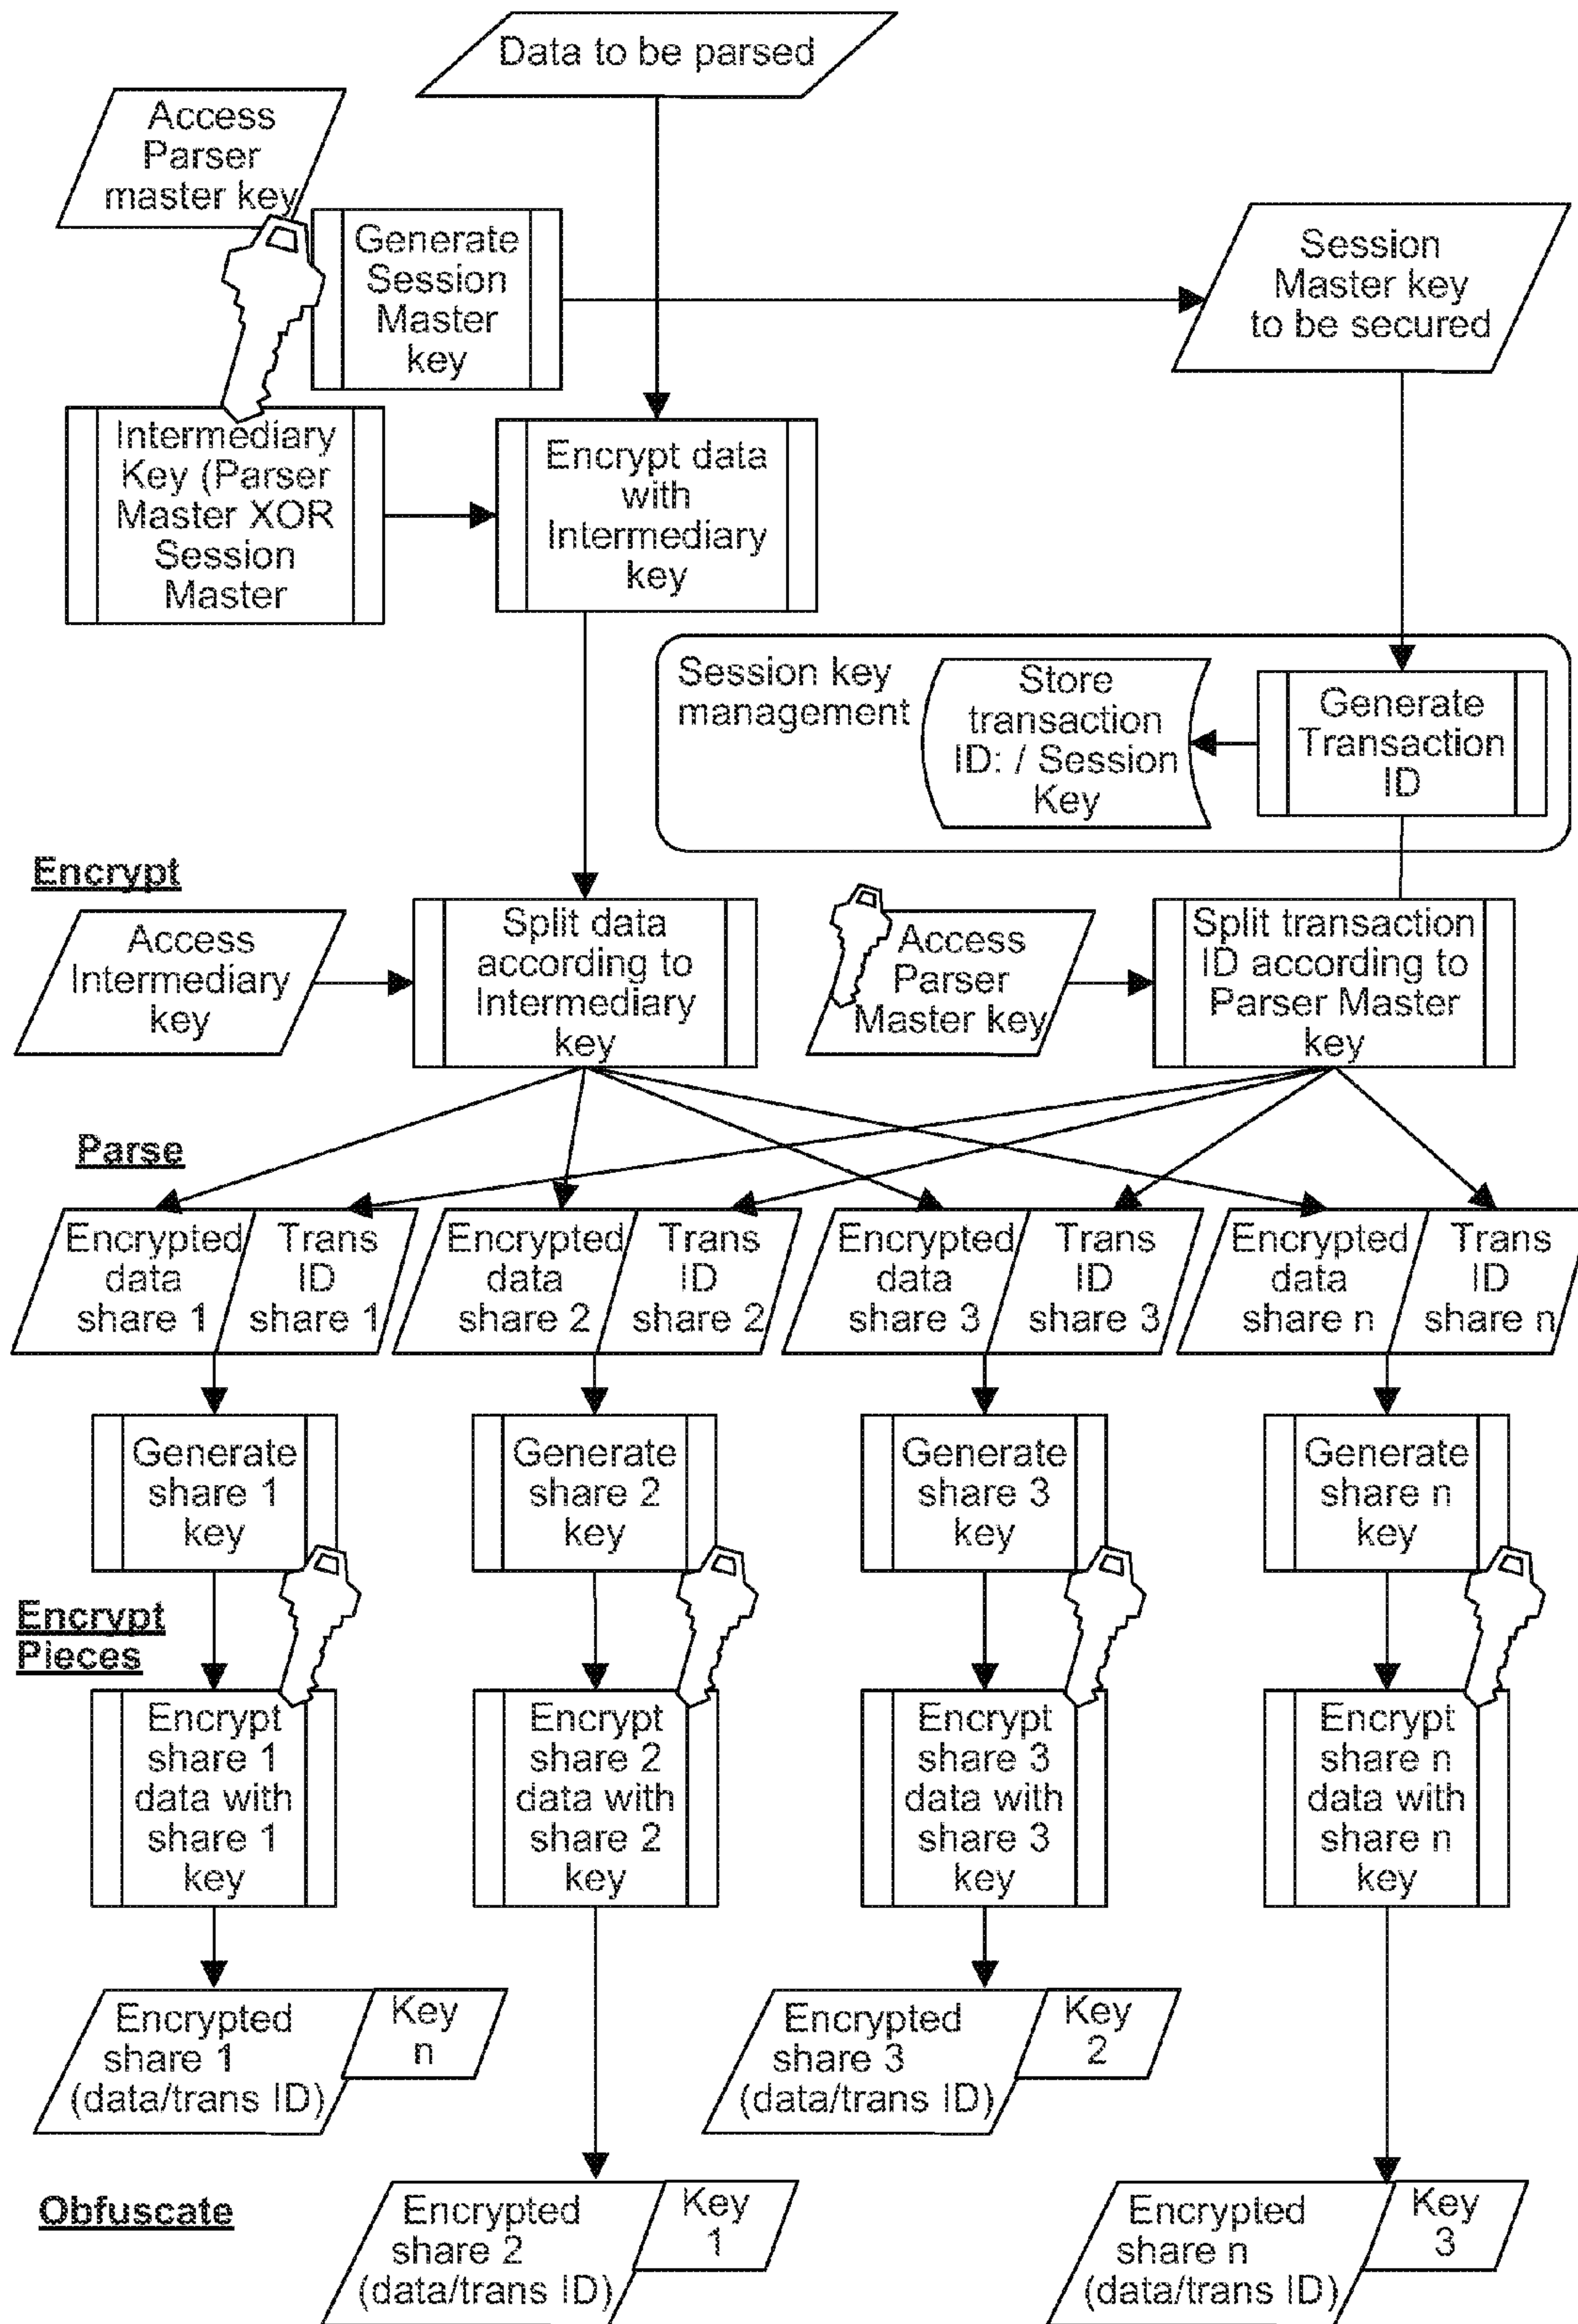 Data to be parsed
Access
Parser
master key
Generate
Session
Master
key
Session
Master key
to be secured
Intermediary
Key (Parser
Master XOR
Session
Master
Encrypt data
with
Intermediary
key
Session key
management
Store
transaction
ID: / Session
Key
Generate
Transaction
ID
Encrypt
Access
Intermediary
key
Split data
according to
Intermediary
key
Access
Parser
Master key
Split transaction
ID according to
Parser Master
key
Parse
Encrypted
data
share 1
Trans
ID
share 1
Encrypted
data
share 2
Trans
ID
share 2
Encrypted
data
share 3
Trans
ID
share 3
Encrypted
data
share n
Trans
ID
share n
Generate
share 1
key
Generate
share 2
key
Generate
share 3
key
Generate
share n
key
Encrypt
Pieces
Encrypt
share 1
data with
share 1
key
Encrypt
share 2
data with
share 2
key
Encrypt
share 3
data with
share 3
key
Encrypt
share n
data with
share n
key
Encrypted
share 1
(data/trans ID)
Key
n
Encrypted
share 3
(data/trans ID)
Key
2
Obfuscate
Encrypted
share 2
(data/trans ID)
Key
1
Encrypted
share n
(data/trans ID)
Key
3